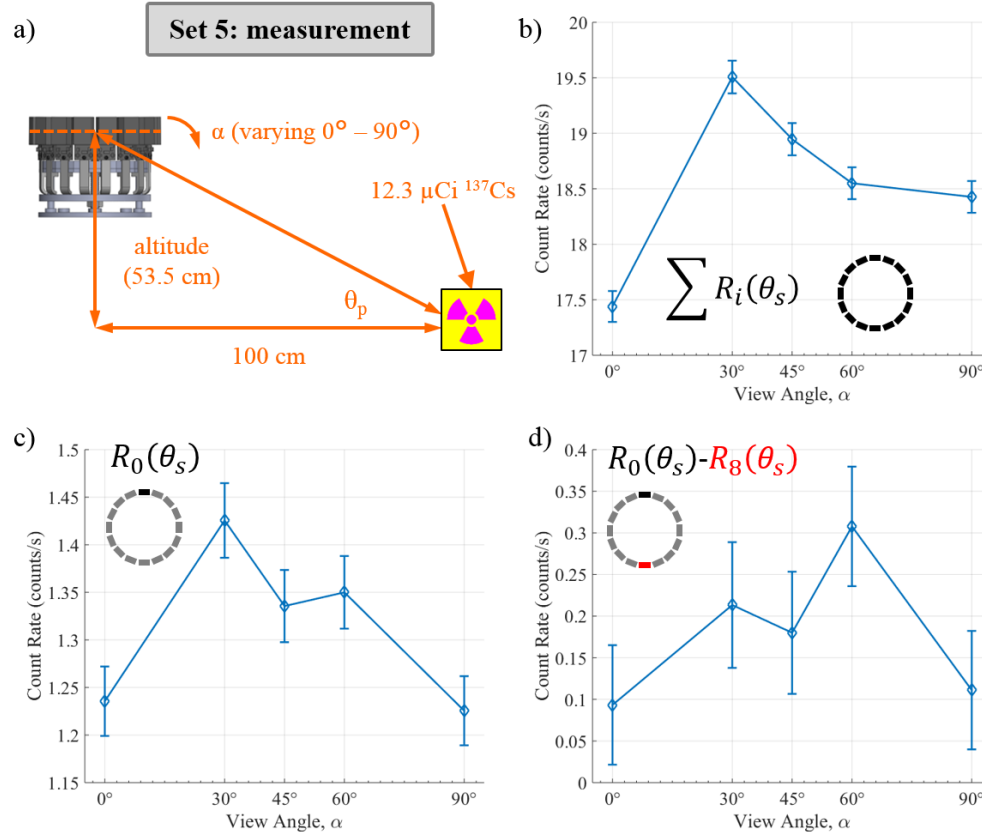 a)
Set 5: measurement
α (varying 0° – 90°)
12.3 μCi ¹³⁷Cs
altitude
(53.5 cm)
θₚ
100 cm
b)
20
19.5
19
18.5
18
17.5
17
Count Rate (counts/s)
∑ Rᵢ(θₛ)
0° 30° 45° 60° 90°
View Angle, α
c)
1.5
1.45
1.4
1.35
1.3
1.25
1.2
1.15
Count Rate (counts/s)
R₀(θₛ)
0° 30° 45° 60° 90°
View Angle, α
d)
0.4
0.35
0.3
0.25
0.2
0.15
0.1
0.05
0
Count Rate (counts/s)
R₀(θₛ)-R₈(θₛ)
0° 30° 45° 60° 90°
View Angle, α